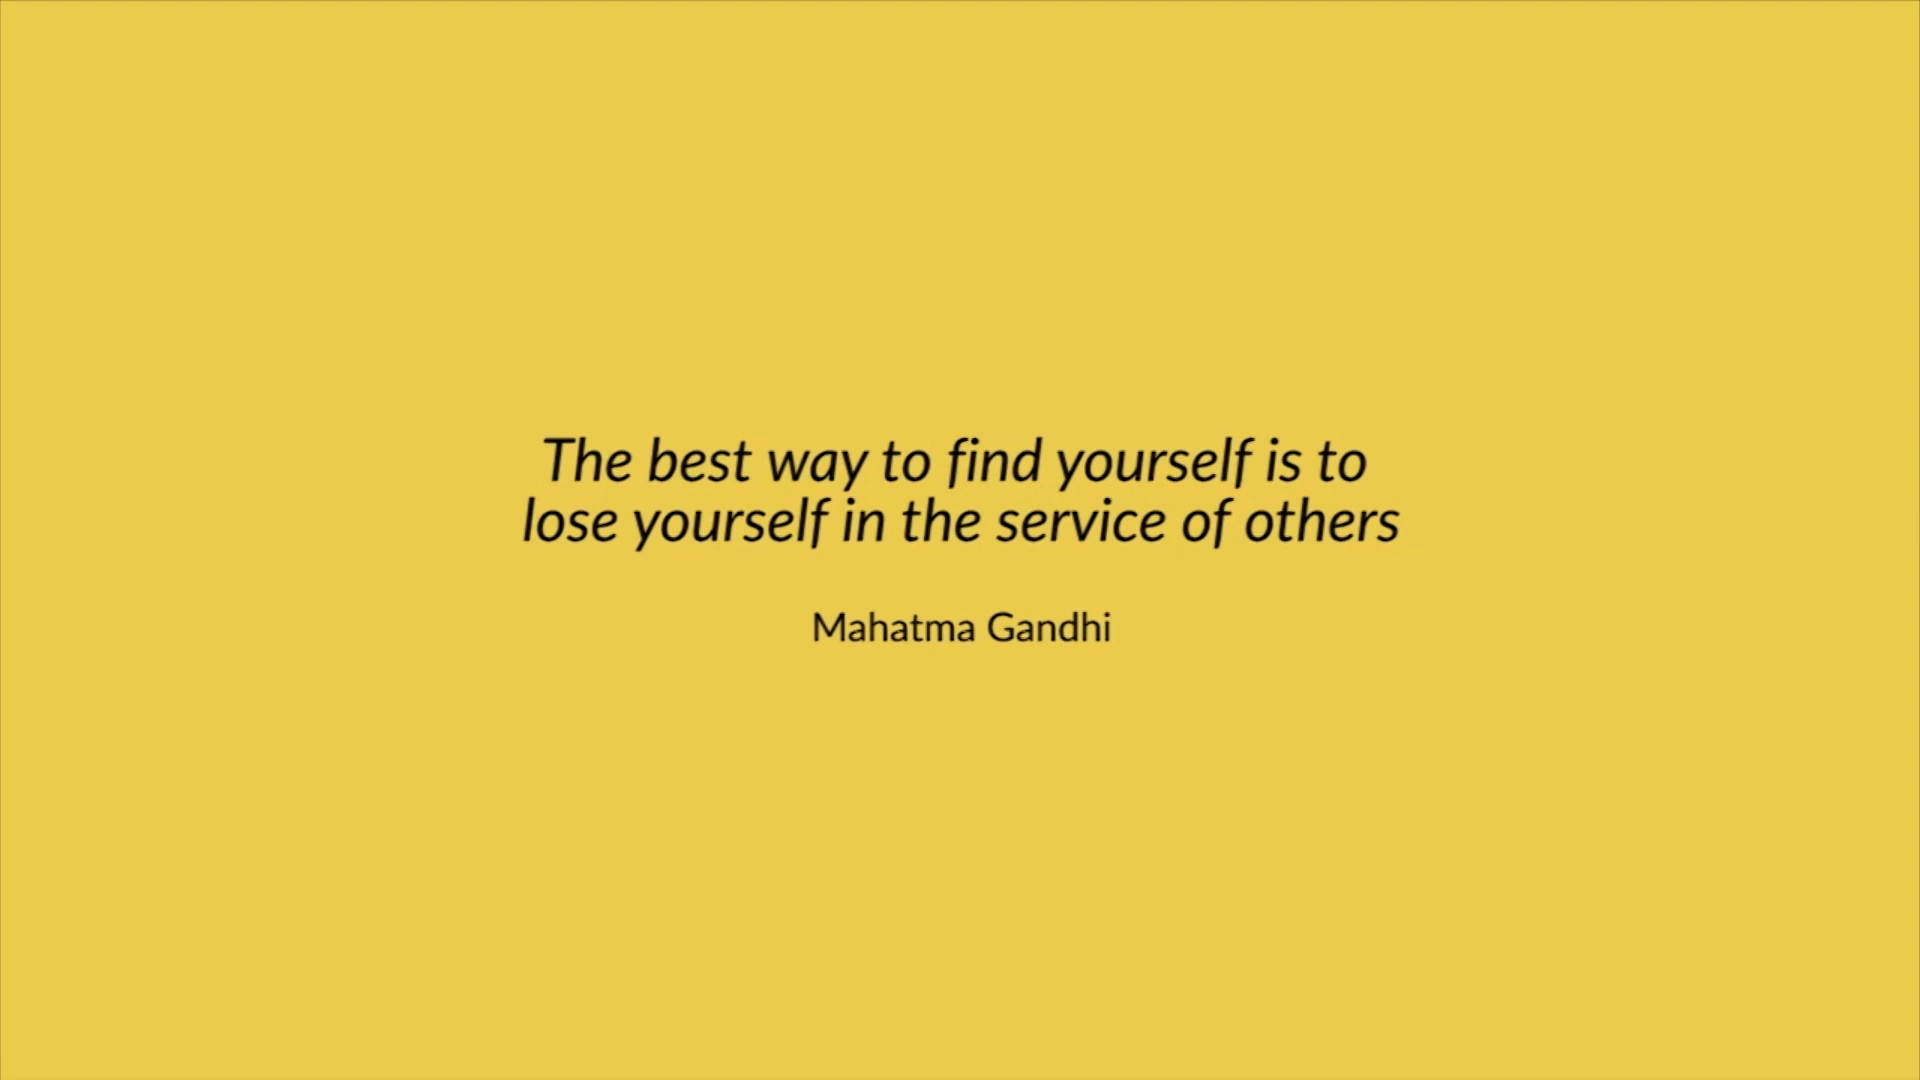 The best way to find yourself is to
lose yourself in the service of others
Mahatma Gandhi